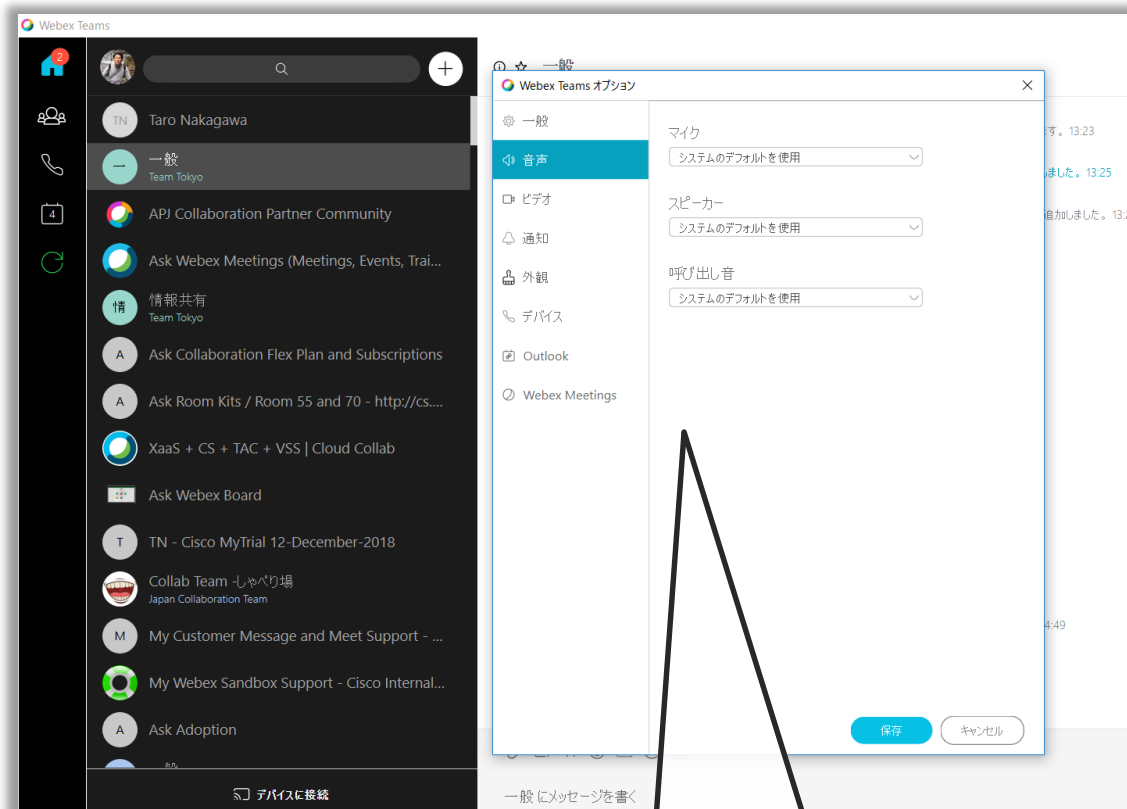 Webex Teams
2
TN
Taro Nakagawa
一
一般
Team Tokyo
APJ Collaboration Partner Community
4
Ask Webex Meetings (Meetings, Events, Trai...
情
情報共有
Team Tokyo
A
Ask Collaboration Flex Plan and Subscriptions
A
Ask Room Kits / Room 55 and 70 - http://cs....
XaaS + CS + TAC + VSS | Cloud Collab
Ask Webex Board
T
TN - Cisco MyTrial 12-December-2018
Collab Team -しゃべり場
Japan Collaboration Team
M
My Customer Message and Meet Support - ...
My Webex Sandbox Support - Cisco Internal...
A
Ask Adoption
デバイスに接続
一般
Webex Teams オプション
一般
音声
ビデオ
通知
外観
デバイス
Outlook
Webex Meetings
マイク
システムのデフォルトを使用
スピーカー
システムのデフォルトを使用
呼び出し音
システムのデフォルトを使用
保存
キャンセル
す。 13:23
ました。 13:25
追加しました。 13:
4:49
一般 にメッセージを書く